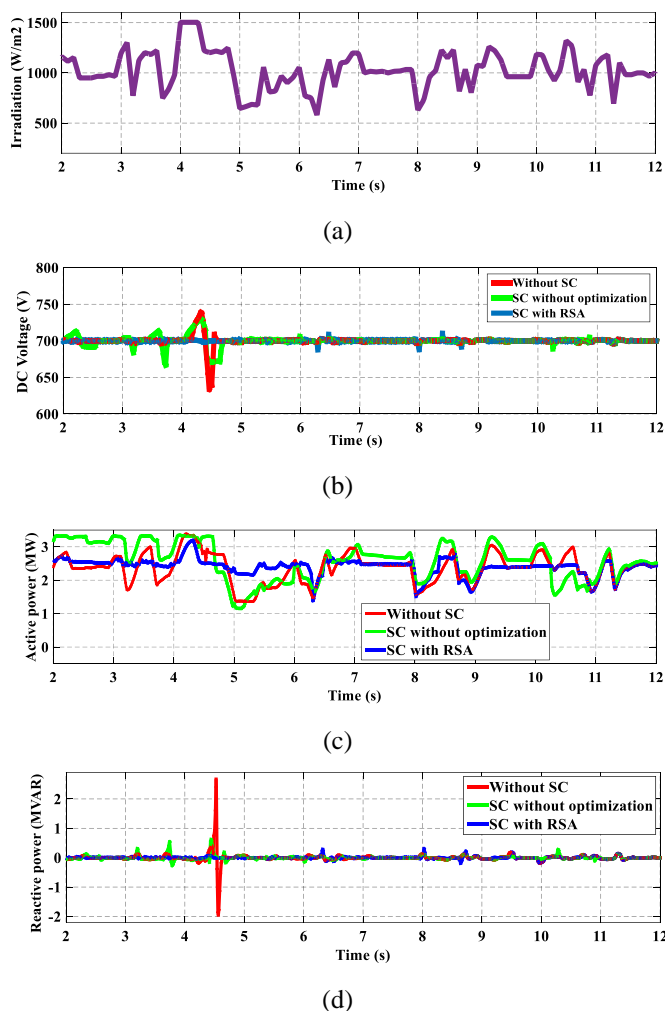 1500
1000
500
Irradiation (W/m2)
2 3 4 5 6 7 8 9 10 11 12
Time (s)
(a)
800
750
700
650
600
DC Voltage (V)
Without SC
SC without optimization
SC with RSA
2 3 4 5 6 7 8 9 10 11 12
Time (s)
(b)
3
2
1
0
Active power (MW)
Without SC
SC without optimization
SC with RSA
2 3 4 5 6 7 8 9 10 11 12
Time (s)
(c)
2
1
0
-1
-2
Reactive power (MVAR)
Without SC
SC without optimization
SC with RSA
2 3 4 5 6 7 8 9 10 11 12
Time (s)
(d)